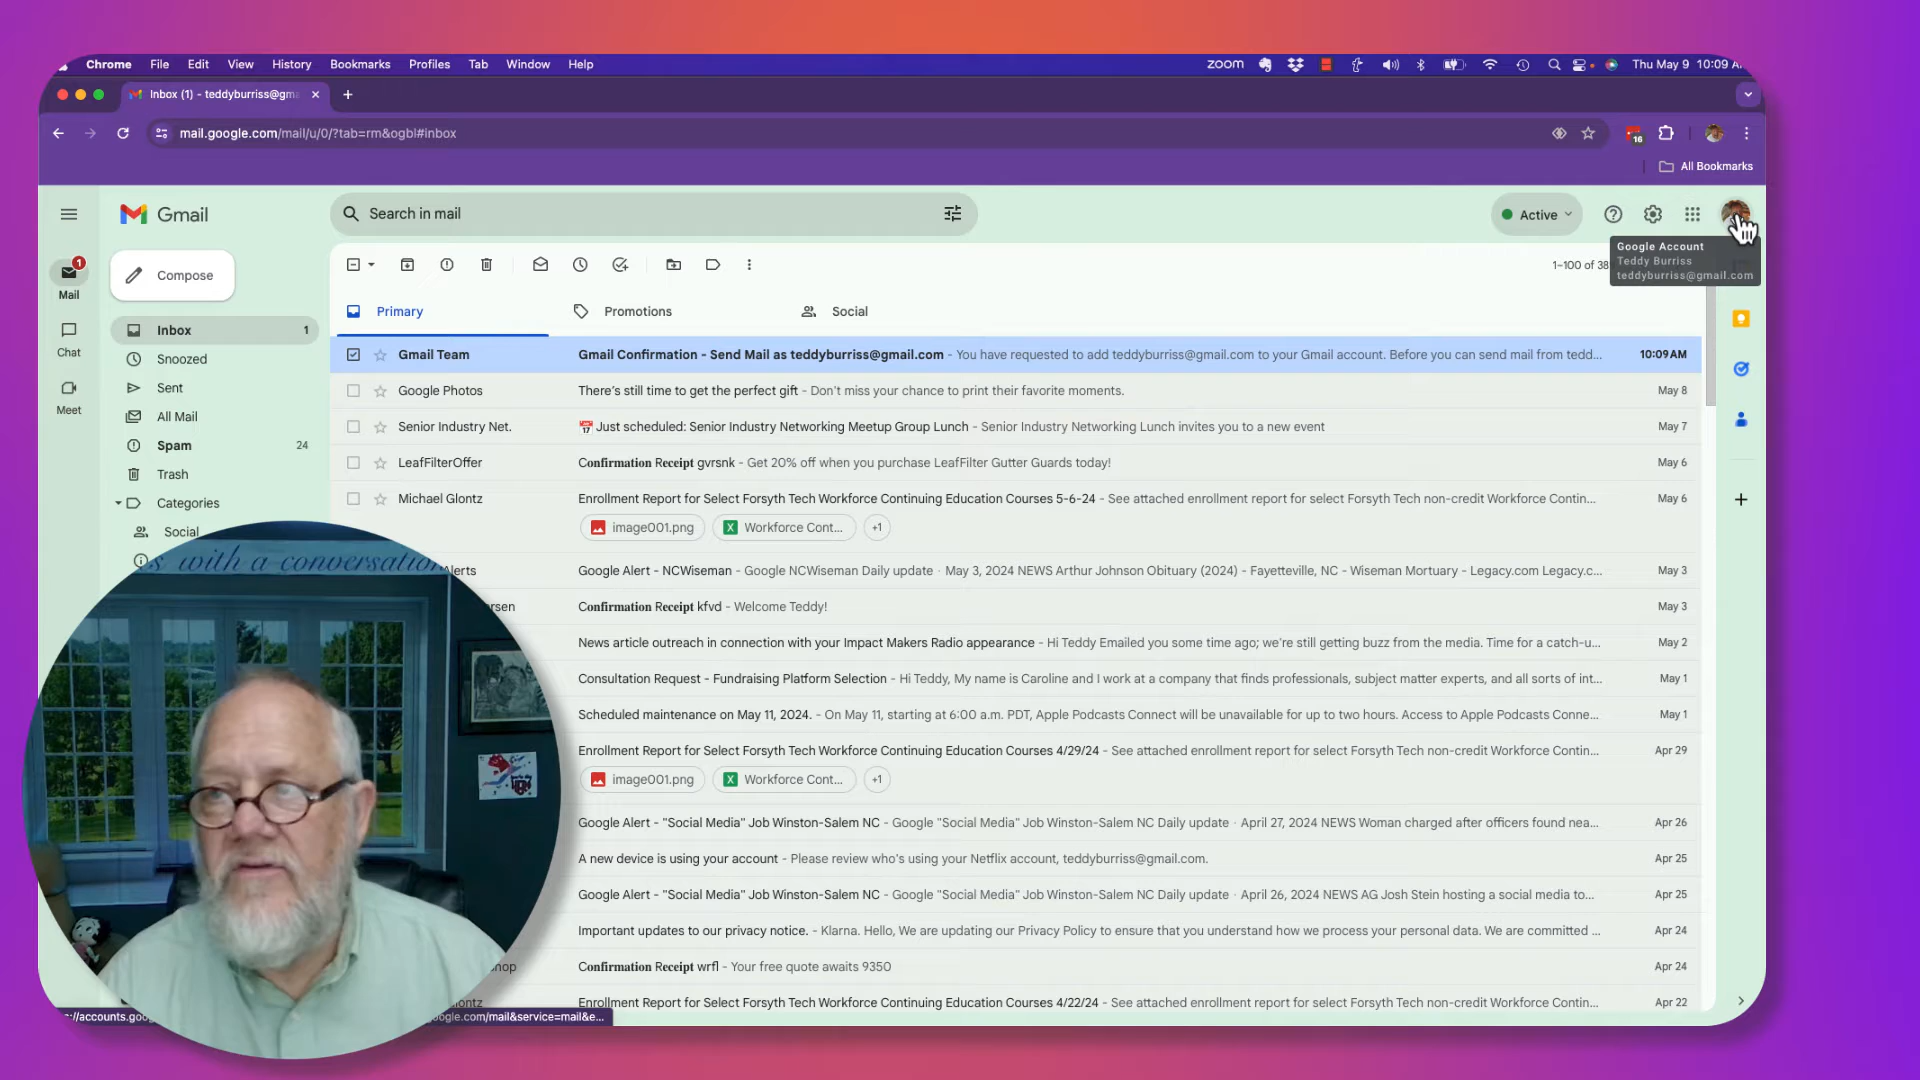 Chrome File Edit View History Bookmarks Profiles Tab Window Help
zoom Thu May 9 10:09
Inbox (1) - teddyburriss@gma
mail.google.com/mail/u/0/?tab=rm&ogbl#inbox
16
All Bookmarks
Gmail
Search in mail
Active
Google Account
Teddy Burriss
teddyburriss@gmail.com
1
Mail
Chat
Meet
Compose
Inbox 1
Snoozed
Sent
All Mail
Spam 24
Trash
Categories
Social
1–100 of 38
Primary Promotions Social
Gmail Team Gmail Confirmation - Send Mail as teddyburriss@gmail.com - You have requested to add teddyburriss@gmail.com to your Gmail account. Before you can send mail from tedd... 10:09 AM
Google Photos There's still time to get the perfect gift - Don't miss your chance to print their favorite moments. May 8
Senior Industry Net. 📅 Just scheduled: Senior Industry Networking Meetup Group Lunch - Senior Industry Networking Lunch invites you to a new event May 7
LeafFilterOffer Confirmation Receipt gvrsnk - Get 20% off when you purchase LeafFilter Gutter Guards today! May 6
Michael Glontz Enrollment Report for Select Forsyth Tech Workforce Continuing Education Courses 5-6-24 - See attached enrollment report for select Forsyth Tech non-credit Workforce Contin... May 6
image001.png Workforce Cont... +1
Alerts Google Alert - NCWiseman - Google NCWiseman Daily update · May 3, 2024 NEWS Arthur Johnson Obituary (2024) - Fayetteville, NC - Wiseman Mortuary - Legacy.com Legacy.c... May 3
rsen Confirmation Receipt kfvd - Welcome Teddy! May 3
News article outreach in connection with your Impact Makers Radio appearance - Hi Teddy Emailed you some time ago; we're still getting buzz from the media. Time for a catch-u... May 2
Consultation Request - Fundraising Platform Selection - Hi Teddy, My name is Caroline and I work at a company that finds professionals, subject matter experts, and all sorts of int... May 1
Scheduled maintenance on May 11, 2024. - On May 11, starting at 6:00 a.m. PDT, Apple Podcasts Connect will be unavailable for up to two hours. Access to Apple Podcasts Conne... May 1
Enrollment Report for Select Forsyth Tech Workforce Continuing Education Courses 4/29/24 - See attached enrollment report for select Forsyth Tech non-credit Workforce Contin... Apr 29
image001.png Workforce Cont... +1
Google Alert - "Social Media" Job Winston-Salem NC - Google "Social Media" Job Winston-Salem NC Daily update · April 27, 2024 NEWS Woman charged after officers found nea... Apr 26
A new device is using your account - Please review who's using your Netflix account, teddyburriss@gmail.com. Apr 25
Google Alert - "Social Media" Job Winston-Salem NC - Google "Social Media" Job Winston-Salem NC Daily update · April 26, 2024 NEWS AG Josh Stein hosting a social media to... Apr 25
Important updates to our privacy notice. - Klarna. Hello, We are updating our Privacy Policy to ensure that you understand how we process your personal data. We are committed ... Apr 24
hop Confirmation Receipt wrfl - Your free quote awaits 9350 Apr 24
lontz Enrollment Report for Select Forsyth Tech Workforce Continuing Education Courses 4/22/24 - See attached enrollment report for select Forsyth Tech non-credit Workforce Contin... Apr 22
s with a conversation
://accounts.goo google.com/mail&service=mail&e...